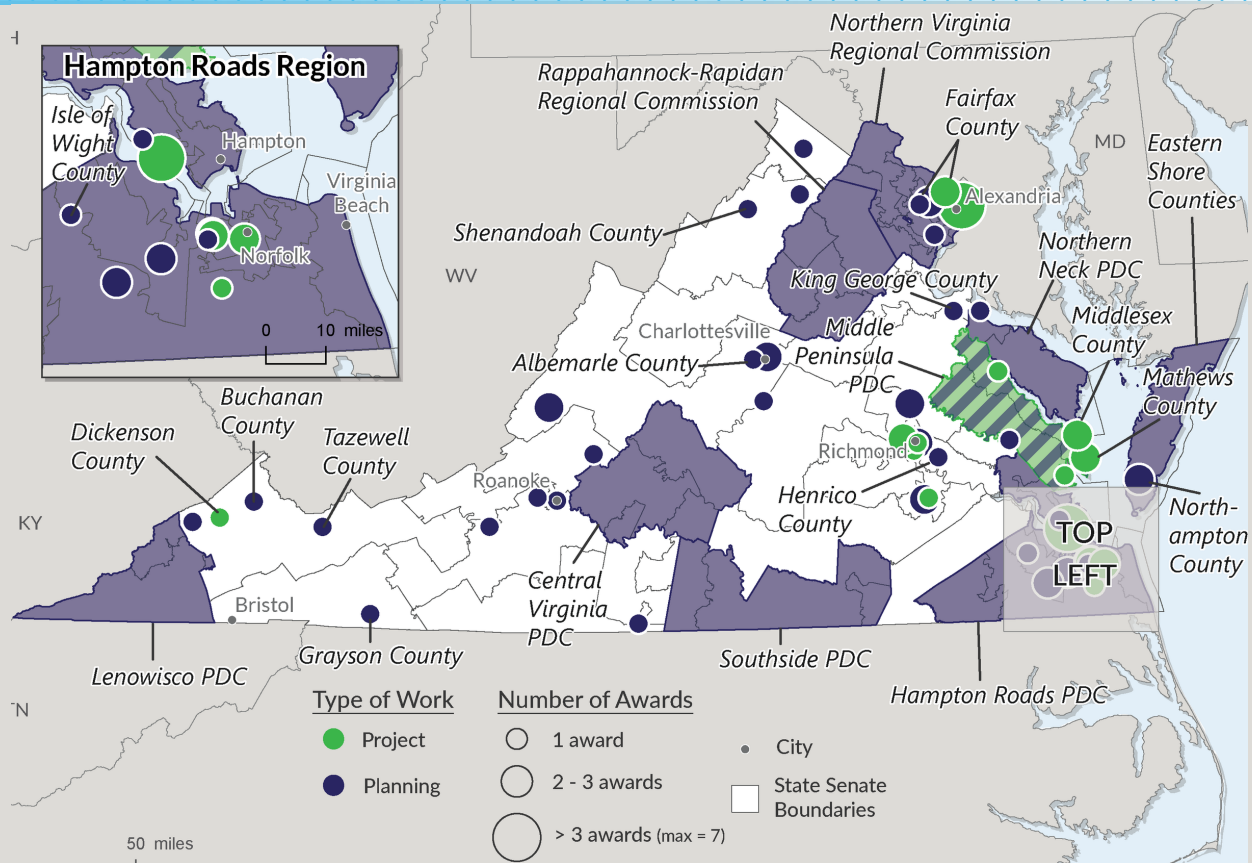 Hampton Roads Region
Isle of
Wight
County
Hampton
Virginia
Beach
Norfolk
0 10 miles
Northern Virginia
Regional Commission
Rappahannock-Rapidan
Regional Commission
Fairfax
County
MD
Eastern
Shore
Counties
Alexandria
Shenandoah County
Northern
Neck PDC
WV
King George County
Middlesex
County
Charlottesville
Middle
Peninsula
PDC
Albemarle County
Mathews
County
Buchanan
County
Dickenson
County
Tazewell
County
Richmond
Roanoke
Henrico
County
North-
ampton
County
KY
TOP
LEFT
Central
Virginia
PDC
Bristol
Grayson County
Southside PDC
Lenowisco PDC
Hampton Roads PDC
Type of Work
Project
Planning
Number of Awards
1 award
2 - 3 awards
> 3 awards (max = 7)
City
State Senate
Boundaries
50 miles